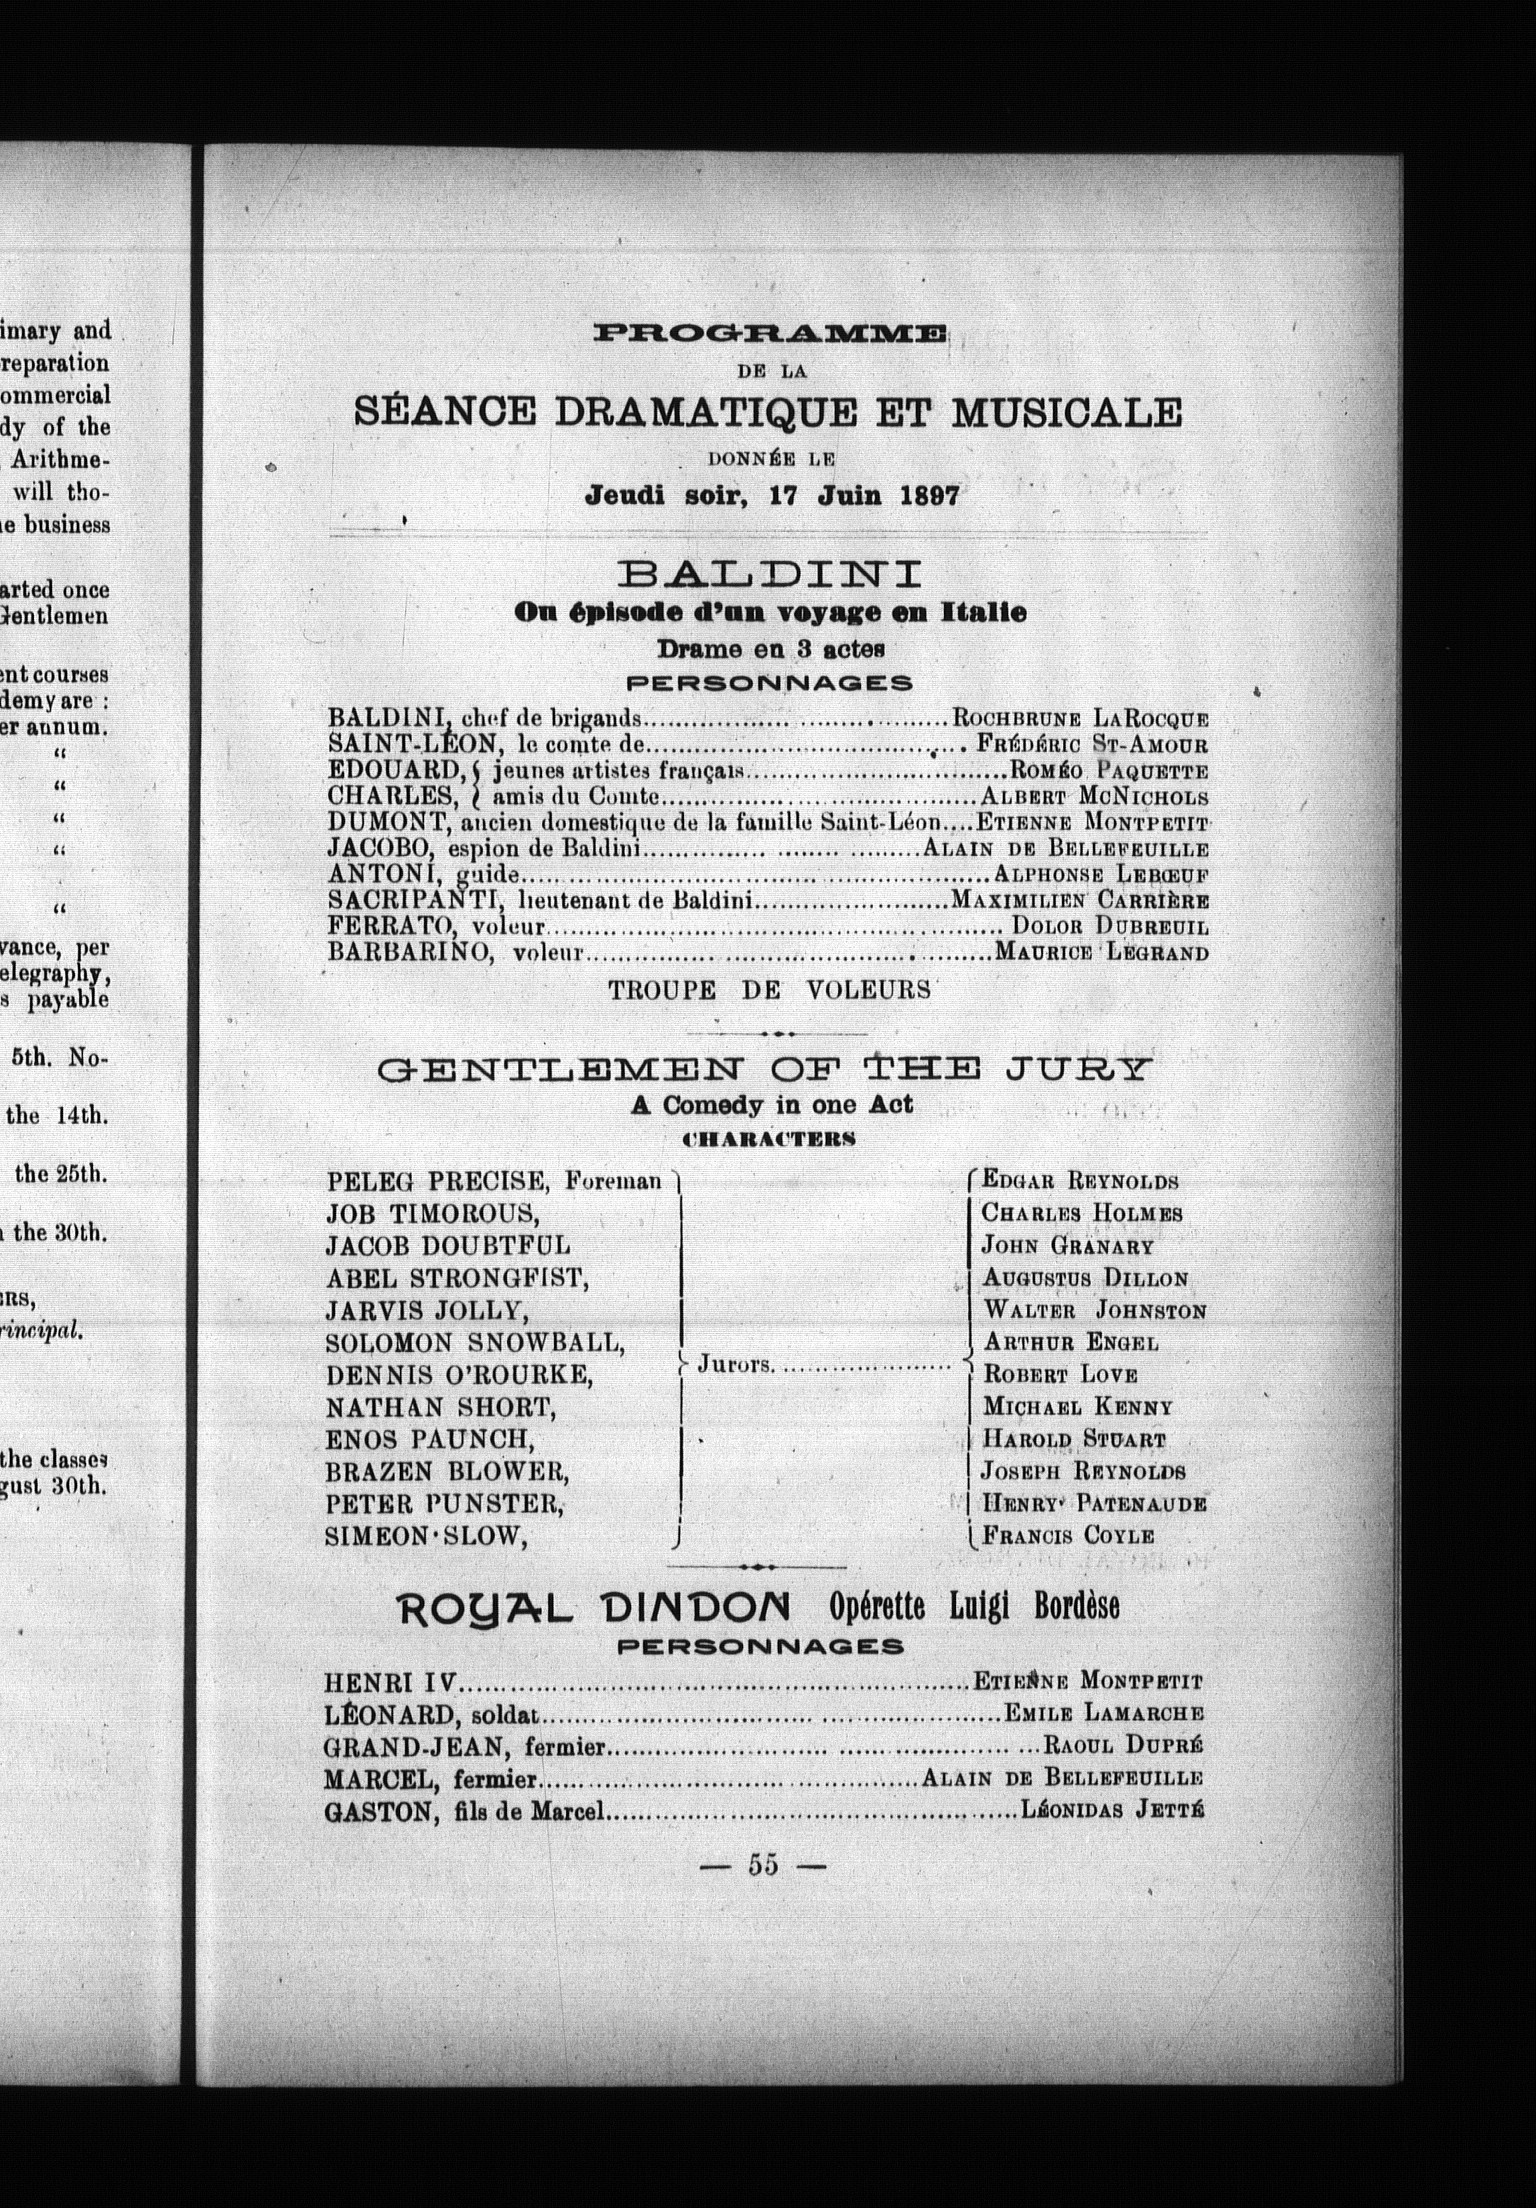 imary and
reparation
ommercial
dy of the
Arithme-
will tho-
e business
arted once
Gentlemen
ent courses
demy are :
er annum.
“
“
“
“
“
vance, per
elegraphy,
s payable
5th. No-
the 14th.
the 25th.
the 30th.
ERS,
rincipal.
the classes
gust 30th.
PROGRAMME
DE LA
SÉANCE DRAMATIQUE ET MUSICALE
DONNÉE LE
Jeudi soir, 17 Juin 1897
BALDINI
Ou épisode d'un voyage en Italie
Drame en 3 actes
PERSONNAGES
BALDINI, chef de brigands.......... ROCHBRUNE LAROCQUE
SAINT-LÉON, le comte de.......... FRÉDÉRIC ST-AMOUR
EDOUARD, { jeunes artistes français.......... ROMÉO PAQUETTE
CHARLES, { amis du Comte.......... ALBERT MCNICHOLS
DUMONT, ancien domestique de la famille Saint-Léon.... ETIENNE MONTPETIT
JACOBO, espion de Baldini.......... ALAIN DE BELLEFEUILLE
ANTONI, guide.......... ALPHONSE LEBŒUF
SACRIPANTI, lieutenant de Baldini.......... MAXIMILIEN CARRIÈRE
FERRATO, voleur.......... DOLOR DUBREUIL
BARBARINO, voleur.......... MAURICE LEGRAND
TROUPE DE VOLEURS
GENTLEMEN OF THE JURY
A Comedy in one Act
CHARACTERS
PELEG PRECISE, Foreman EDGAR REYNOLDS
JOB TIMOROUS, CHARLES HOLMES
JACOB DOUBTFUL JOHN GRANARY
ABEL STRONGFIST, AUGUSTUS DILLON
JARVIS JOLLY, WALTER JOHNSTON
SOLOMON SNOWBALL, ARTHUR ENGEL
} Jurors. .......... {
DENNIS O'ROURKE, ROBERT LOVE
NATHAN SHORT, MICHAEL KENNY
ENOS PAUNCH, HAROLD STUART
BRAZEN BLOWER, JOSEPH REYNOLDS
PETER PUNSTER, HENRY PATENAUDE
SIMEON SLOW, FRANCIS COYLE
ROYAL DINDON Opérette Luigi Bordèse
PERSONNAGES
HENRI IV.......... ETIENNE MONTPETIT
LÉONARD, soldat.......... EMILE LAMARCHE
GRAND-JEAN, fermier.......... RAOUL DUPRÉ
MARCEL, fermier.......... ALAIN DE BELLEFEUILLE
GASTON, fils de Marcel.......... LÉONIDAS JETTÉ
— 55 —